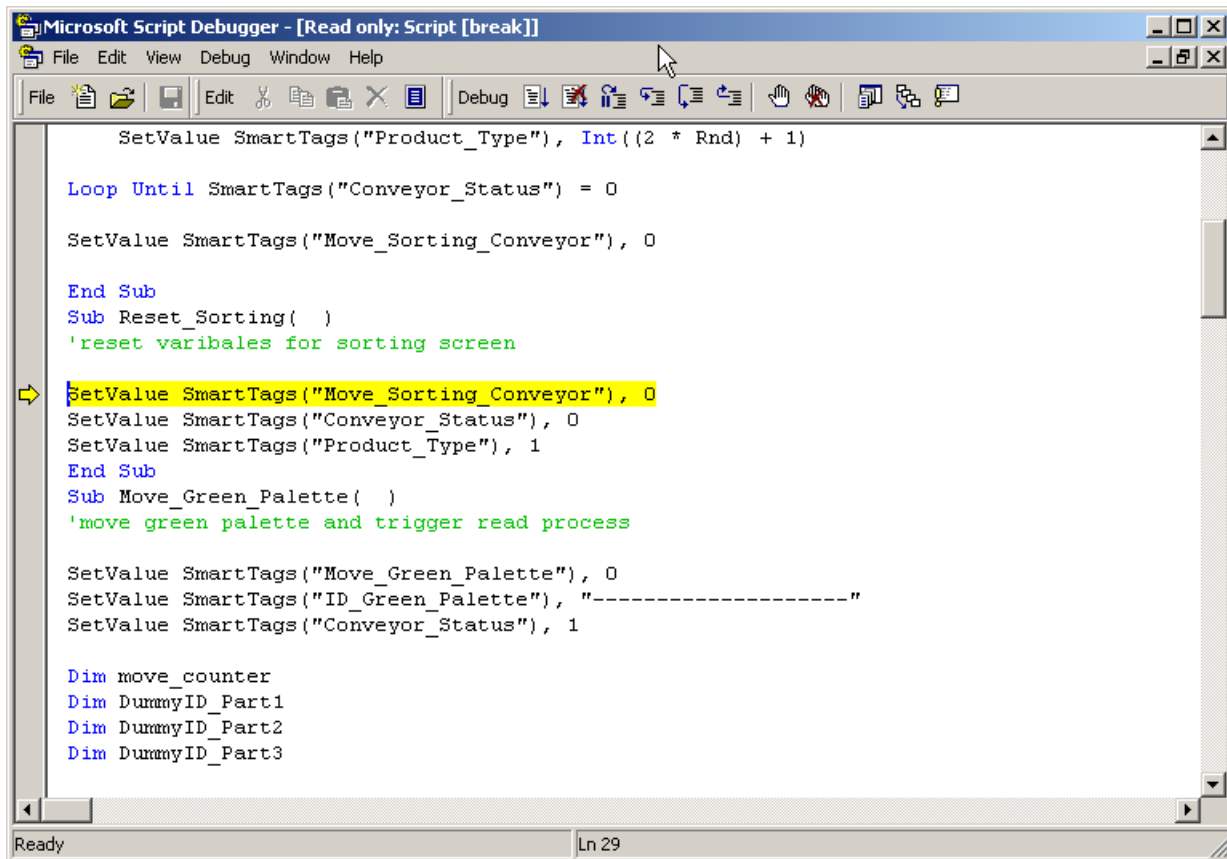 Microsoft Script Debugger - [Read only: Script [break]]
File Edit View Debug Window Help
File Edit Debug
SetValue SmartTags("Product_Type"), Int((2 * Rnd) + 1)
Loop Until SmartTags("Conveyor_Status") = 0
SetValue SmartTags("Move_Sorting_Conveyor"), 0
End Sub
Sub Reset_Sorting(  )
'reset varibales for sorting screen
SetValue SmartTags("Move_Sorting_Conveyor"), 0
SetValue SmartTags("Conveyor_Status"), 0
SetValue SmartTags("Product_Type"), 1
End Sub
Sub Move_Green_Palette(  )
'move green palette and trigger read process
SetValue SmartTags("Move_Green_Palette"), 0
SetValue SmartTags("ID_Green_Palette"), "--------------------"
SetValue SmartTags("Conveyor_Status"), 1
Dim move_counter
Dim DummyID_Part1
Dim DummyID_Part2
Dim DummyID_Part3
Ready Ln 29